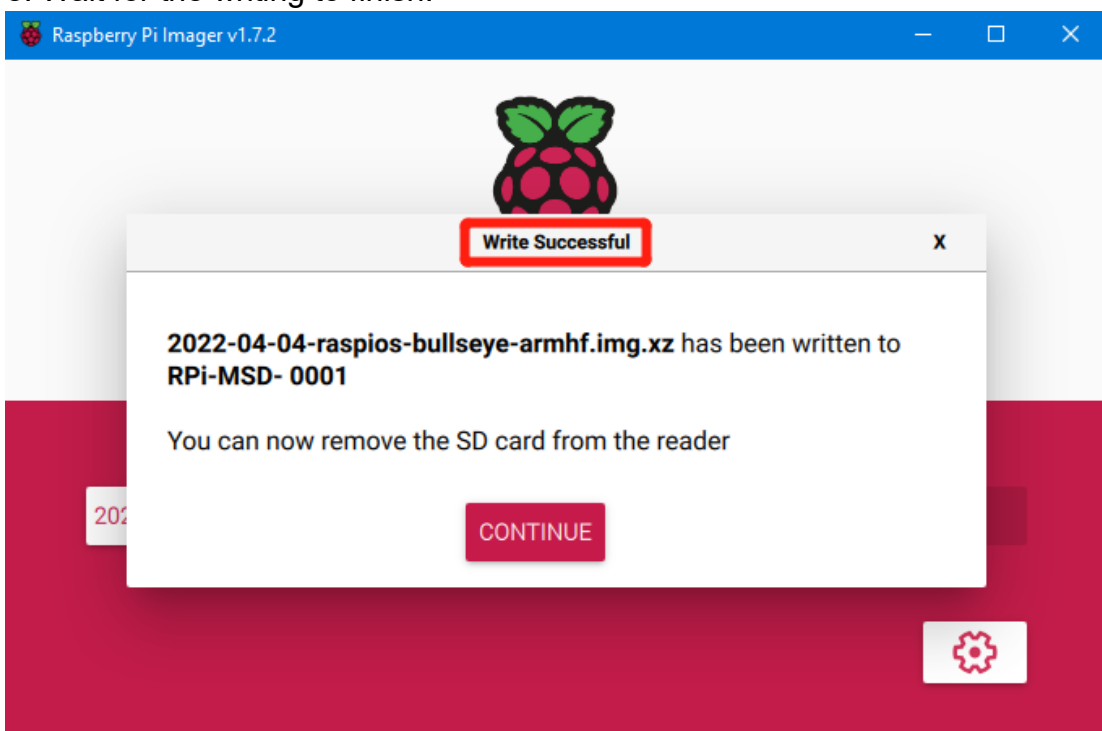 Raspberry Pi Imager v1.7.2
Write Successful
X
2022-04-04-raspios-bullseye-armhf.img.xz has been written to
RPi-MSD- 0001
You can now remove the SD card from the reader
202
CONTINUE